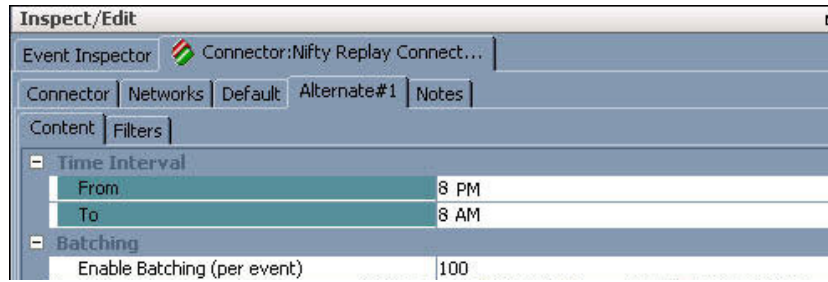 Inspect/Edit
Event Inspector Connector:Nifty Replay Connect...
Connector Networks Default Alternate#1 Notes
Content Filters
Time Interval
From 8 PM
To 8 AM
Batching
Enable Batching (per event) 100